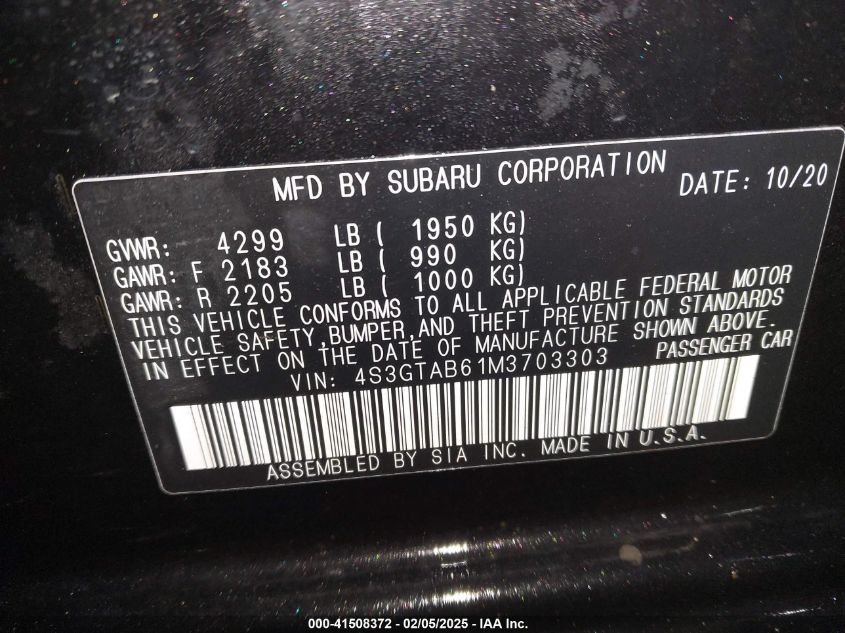 MFD BY SUBARU CORPORATION DATE: 10/20
GVWR: 4299 LB ( 1950 KG)
GAWR: F 2183 LB ( 990 KG)
GAWR: R 2205 LB ( 1000 KG)
THIS VEHICLE CONFORMS TO ALL APPLICABLE FEDERAL MOTOR
VEHICLE SAFETY,BUMPER,AND THEFT PREVENTION STANDARDS
IN EFFECT ON THE DATE OF MANUFACTURE SHOWN ABOVE.
VIN: 4S3GTAB61M3703303 PASSENGER CAR
ASSEMBLED BY SIA INC. MADE IN U.S.A.
000-41508372 - 02/05/2025 - IAA Inc.